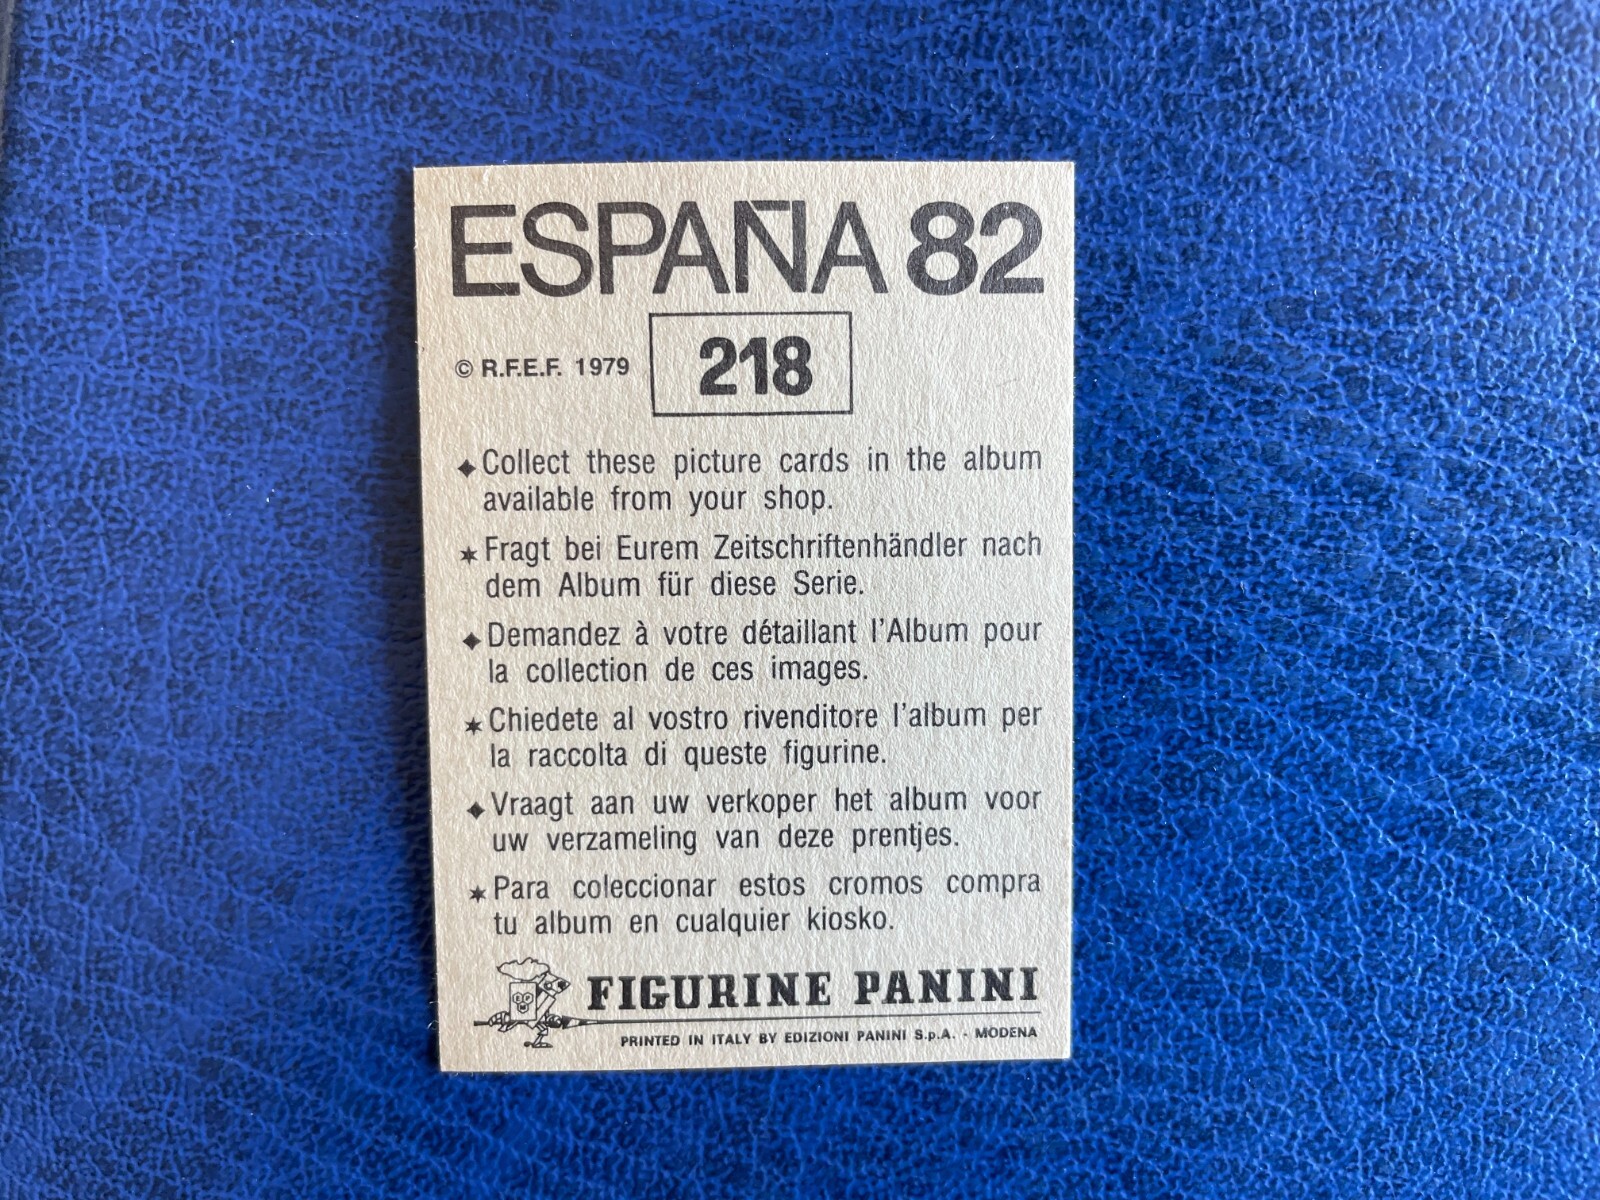 ESPAÑA 82
© R.F.E.F. 1979
218
◆ Collect these picture cards in the album
available from your shop.
✶ Fragt bei Eurem Zeitschriftenhändler nach
dem Album für diese Serie.
◆ Demandez à votre détaillant l'Album pour
la collection de ces images.
✶ Chiedete al vostro rivenditore l'album per
la raccolta di queste figurine.
◆ Vraagt aan uw verkoper het album voor
uw verzameling van deze prentjes.
✶ Para coleccionar estos cromos compra
tu album en cualquier kiosko.
FIGURINE PANINI
PRINTED IN ITALY BY EDIZIONI PANINI S.p.A. - MODENA